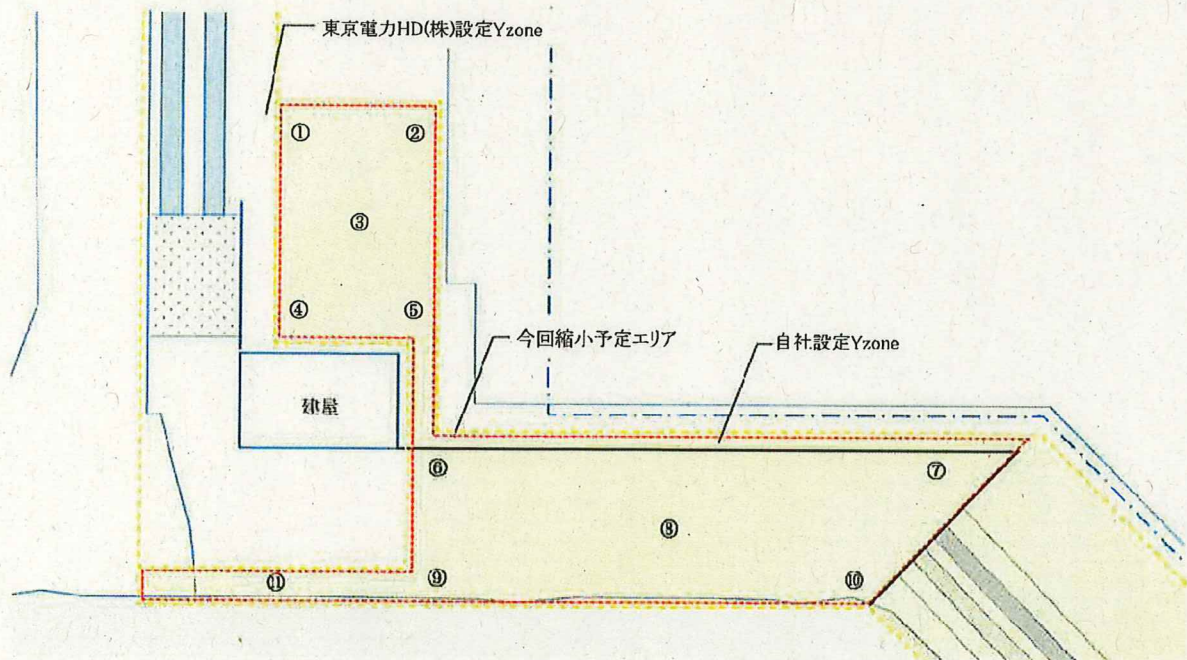 東京電力HD(株)設定Yzone
①
②
③
④
⑤
今回縮小予定エリア
自社設定Yzone
建屋
⑥
⑦
⑧
⑨
⑩
⑪